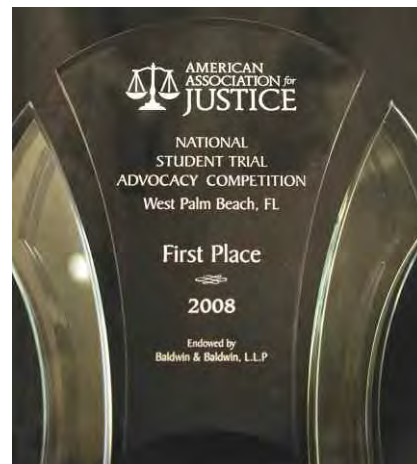 AMERICAN
ASSOCIATION for
JUSTICE
NATIONAL
STUDENT TRIAL
ADVOCACY COMPETITION
West Palm Beach, FL
First Place
2008
Endowed by
Baldwin & Baldwin, L.L.P